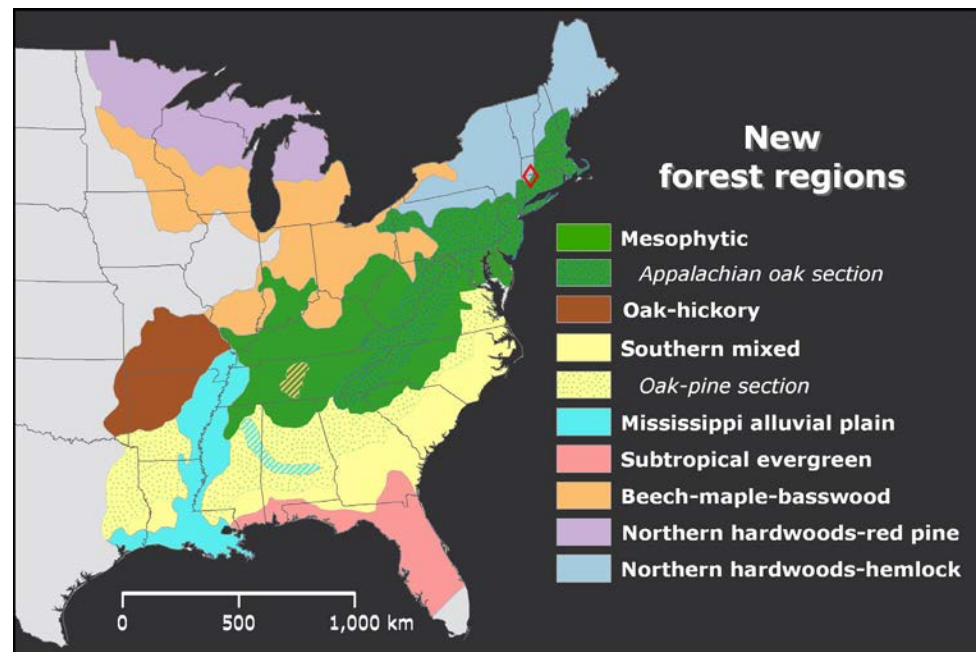 New
forest regions
Mesophytic
Appalachian oak section
Oak-hickory
Southern mixed
Oak-pine section
Mississippi alluvial plain
Subtropical evergreen
Beech-maple-basswood
Northern hardwoods-red pine
Northern hardwoods-hemlock
0 500 1,000 km